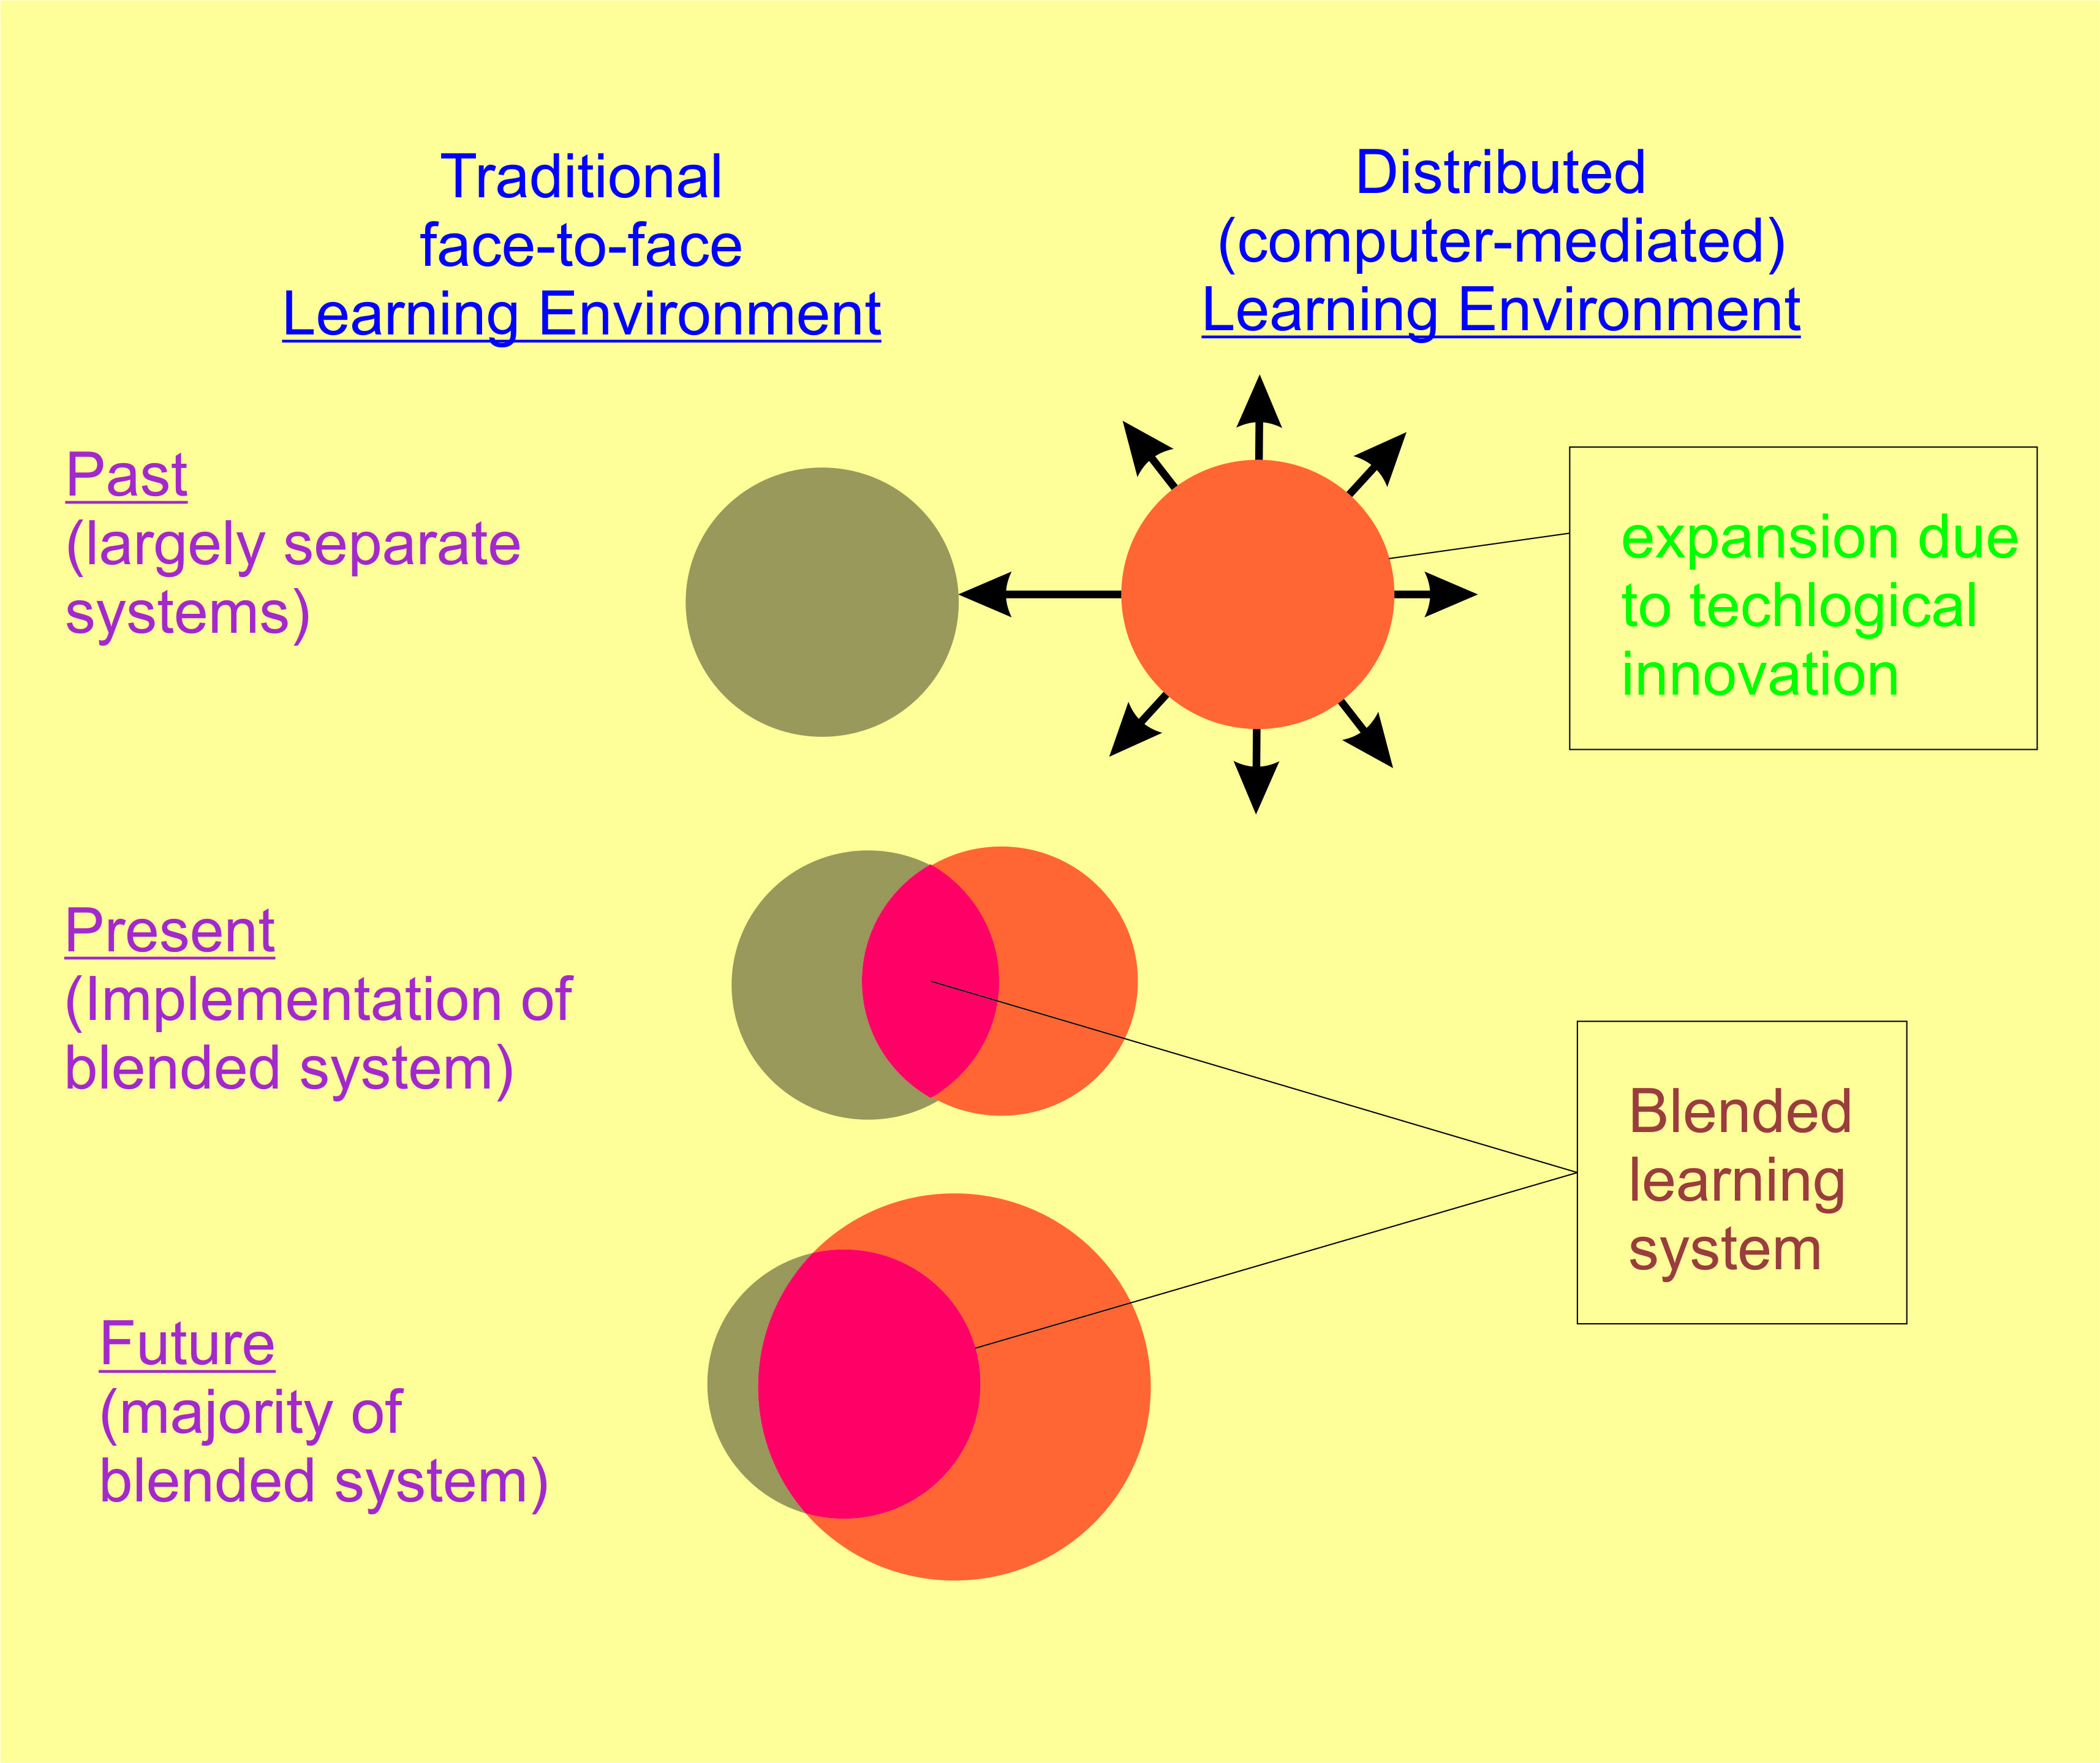 Traditional
face-to-face
Learning Environment
Distributed
(computer-mediated)
Learning Environment
Past
(largely separate
systems)
expansion due
to techlogical
innovation
Present
(Implementation of
blended system)
Blended
learning
system
Future
(majority of
blended system)